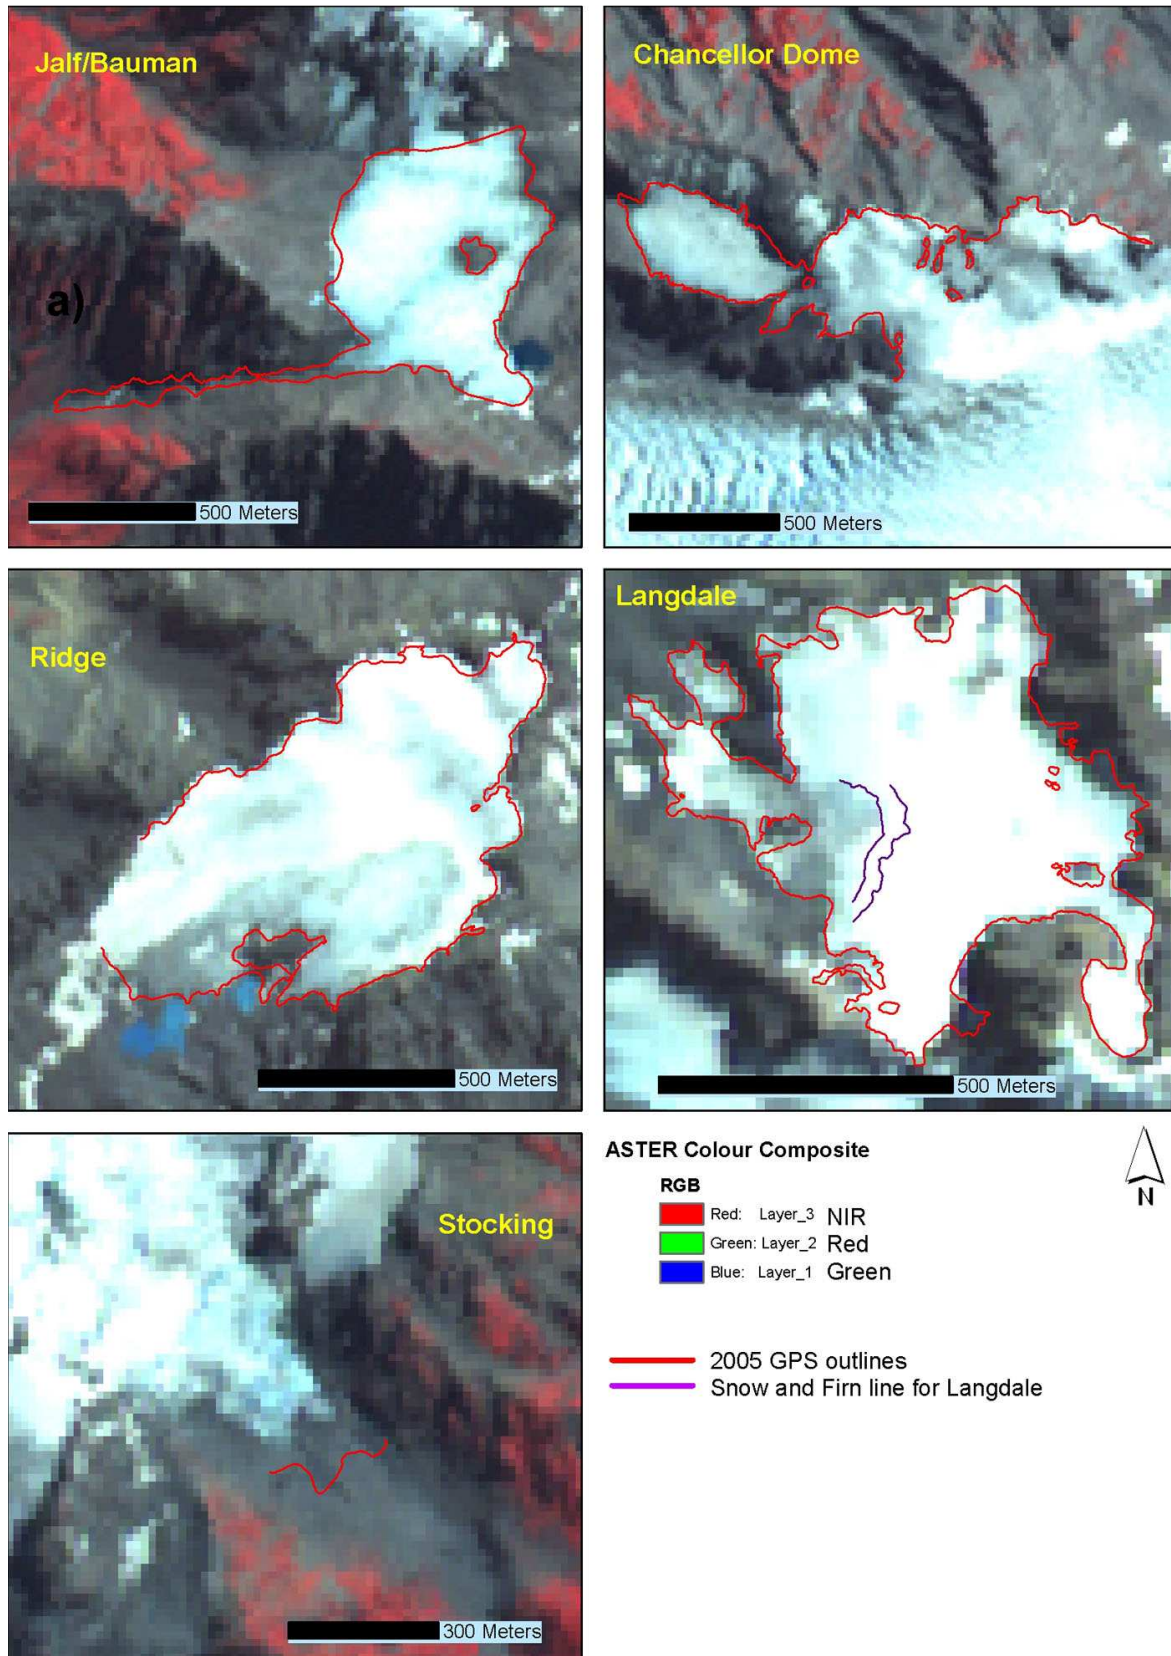 Jalf/Bauman
a)
500 Meters
Chancellor Dome
500 Meters
Ridge
500 Meters
Langdale
500 Meters
Stocking
300 Meters
ASTER Colour Composite
RGB
Red: Layer_3 NIR
Green: Layer_2 Red
Blue: Layer_1 Green
N
2005 GPS outlines
Snow and Firn line for Langdale